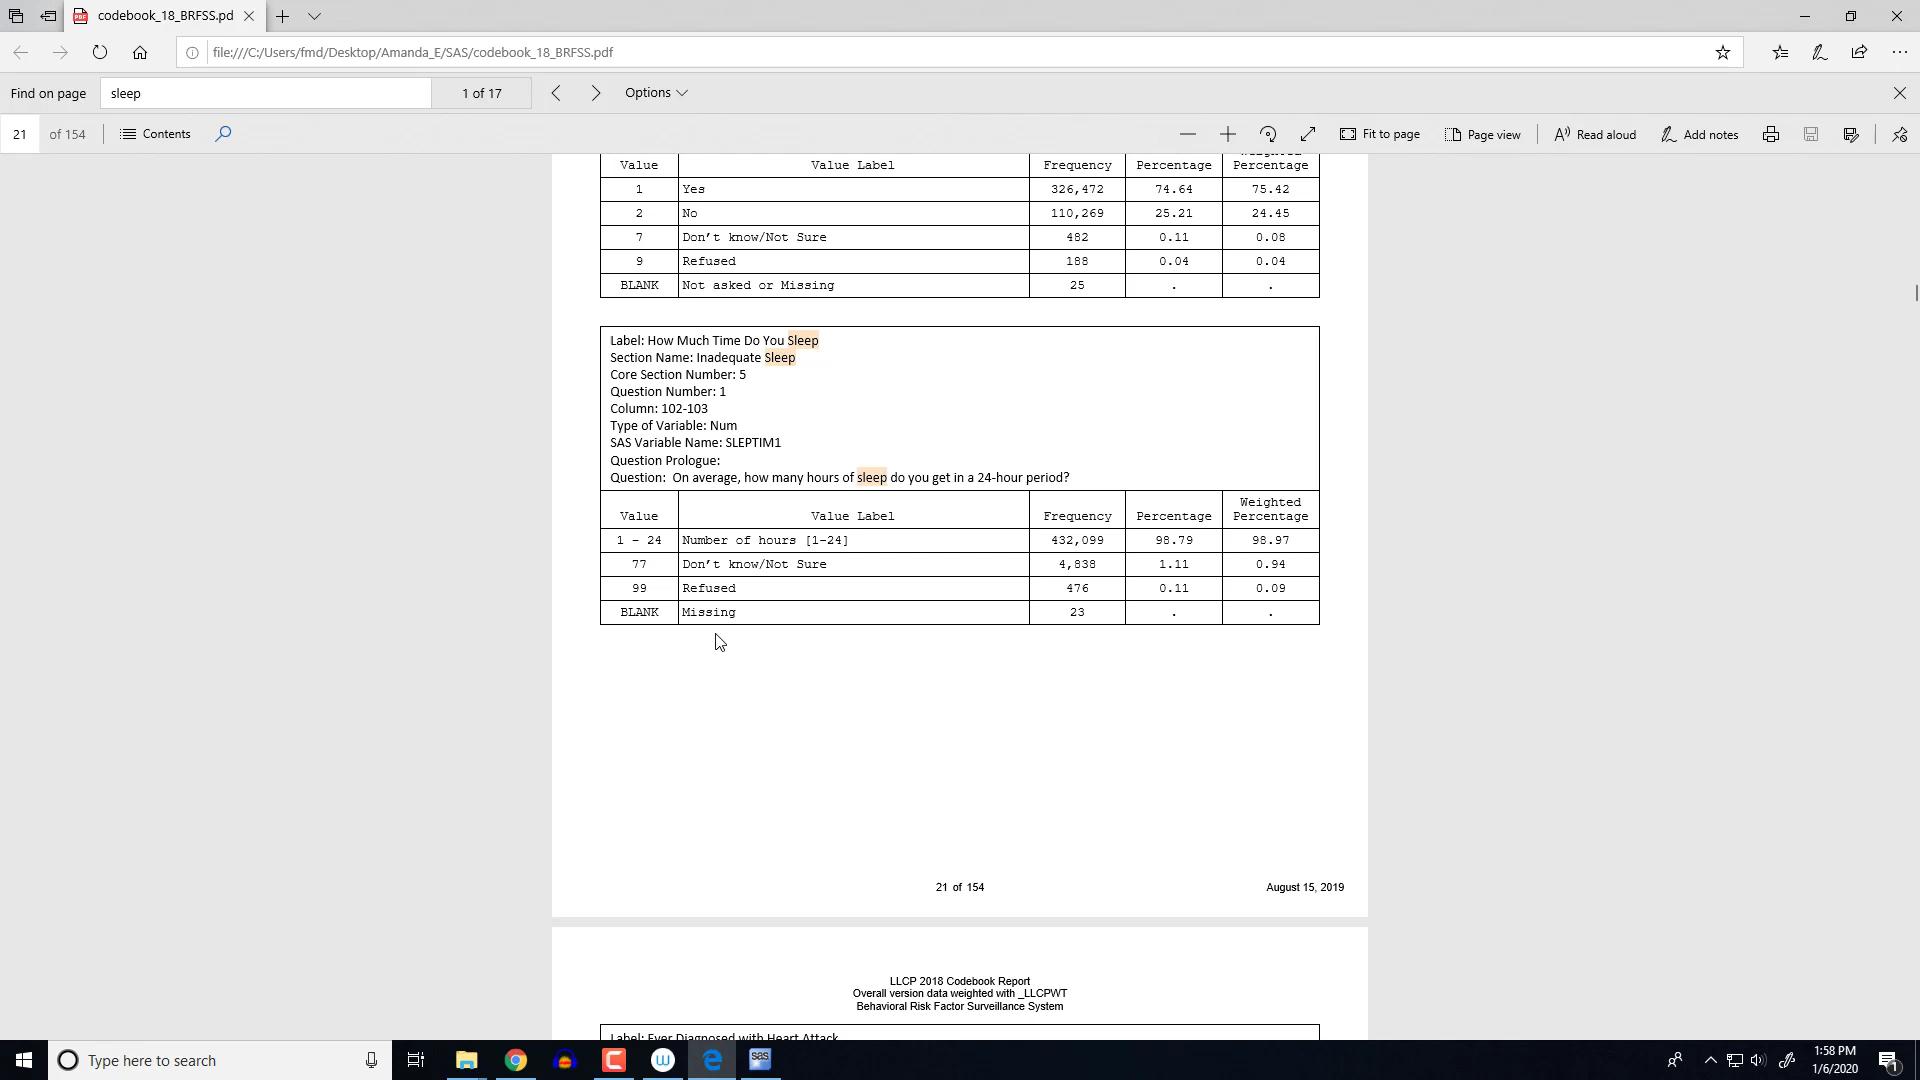 codebook_18_BRFSS.pd
file:///C:/Users/fmd/Desktop/Amanda_E/SAS/codebook_18_BRFSS.pdf
Find on page sleep 1 of 17 Options
21 of 154 Contents Fit to page Page view Read aloud Add notes
Weighted
Value Value Label Frequency Percentage Percentage
1 Yes 326,472 74.64 75.42
2 No 110,269 25.21 24.45
7 Don’t know/Not Sure 482 0.11 0.08
9 Refused 188 0.04 0.04
BLANK Not asked or Missing 25 . .
Label: How Much Time Do You Sleep
Section Name: Inadequate Sleep
Core Section Number: 5
Question Number: 1
Column: 102-103
Type of Variable: Num
SAS Variable Name: SLEPTIM1
Question Prologue:
Question: On average, how many hours of sleep do you get in a 24-hour period?
Weighted
Value Value Label Frequency Percentage Percentage
1 – 24 Number of hours [1-24] 432,099 98.79 98.97
77 Don’t know/Not Sure 4,838 1.11 0.94
99 Refused 476 0.11 0.09
BLANK Missing 23 . .
21 of 154 August 15, 2019
LLCP 2018 Codebook Report
Overall version data weighted with _LLCPWT
Behavioral Risk Factor Surveillance System
Label: Ever Diagnosed with Heart Attack
Type here to search
sas
1:58 PM
1/6/2020
1